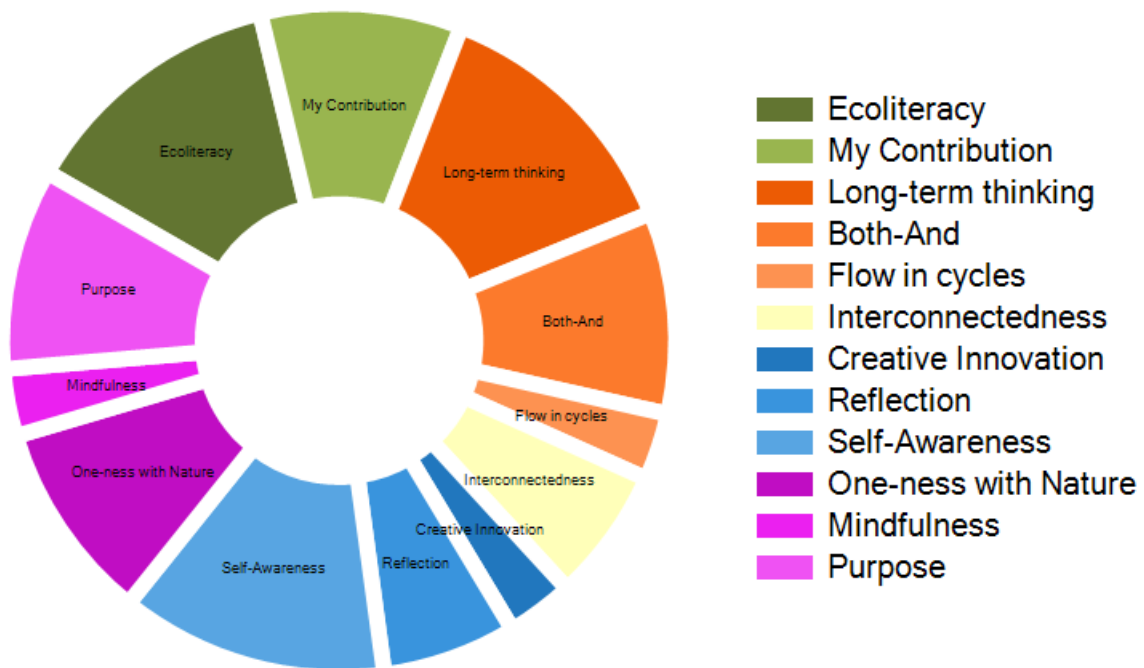 My Contribution
Ecoliteracy
Long-term thinking
Purpose
Both-And
Mindfulness
Flow in cycles
One-ness with Nature
Interconnectedness
Creative Innovation
Self-Awareness
Reflection
Ecoliteracy
My Contribution
Long-term thinking
Both-And
Flow in cycles
Interconnectedness
Creative Innovation
Reflection
Self-Awareness
One-ness with Nature
Mindfulness
Purpose